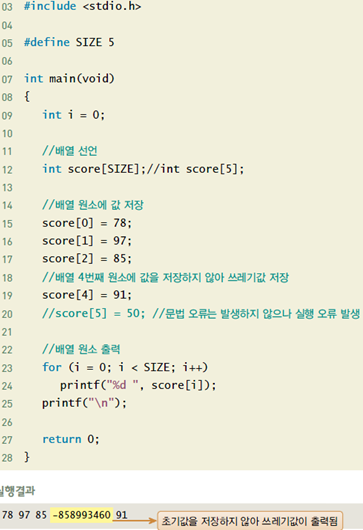 03 #include <stdio.h>
04
05 #define SIZE 5
06
07 int main(void)
08 {
09 int i = 0;
10
11 //배열 선언
12 int score[SIZE];//int score[5];
13
14 //배열 원소에 값 저장
15 score[0] = 78;
16 score[1] = 97;
17 score[2] = 85;
18 //배열 4번째 원소에 값을 저장하지 않아 쓰레기값 저장
19 score[4] = 91;
20 //score[5] = 50; //문법 오류는 발생하지 않으나 실행 오류 발생
21
22 //배열 원소 출력
23 for (i = 0; i < SIZE; i++)
24 printf("%d ", score[i]);
25 printf("\n");
26
27 return 0;
28 }
실행결과
78 97 85 -858993460 91 초기값을 저장하지 않아 쓰레기값이 출력됨